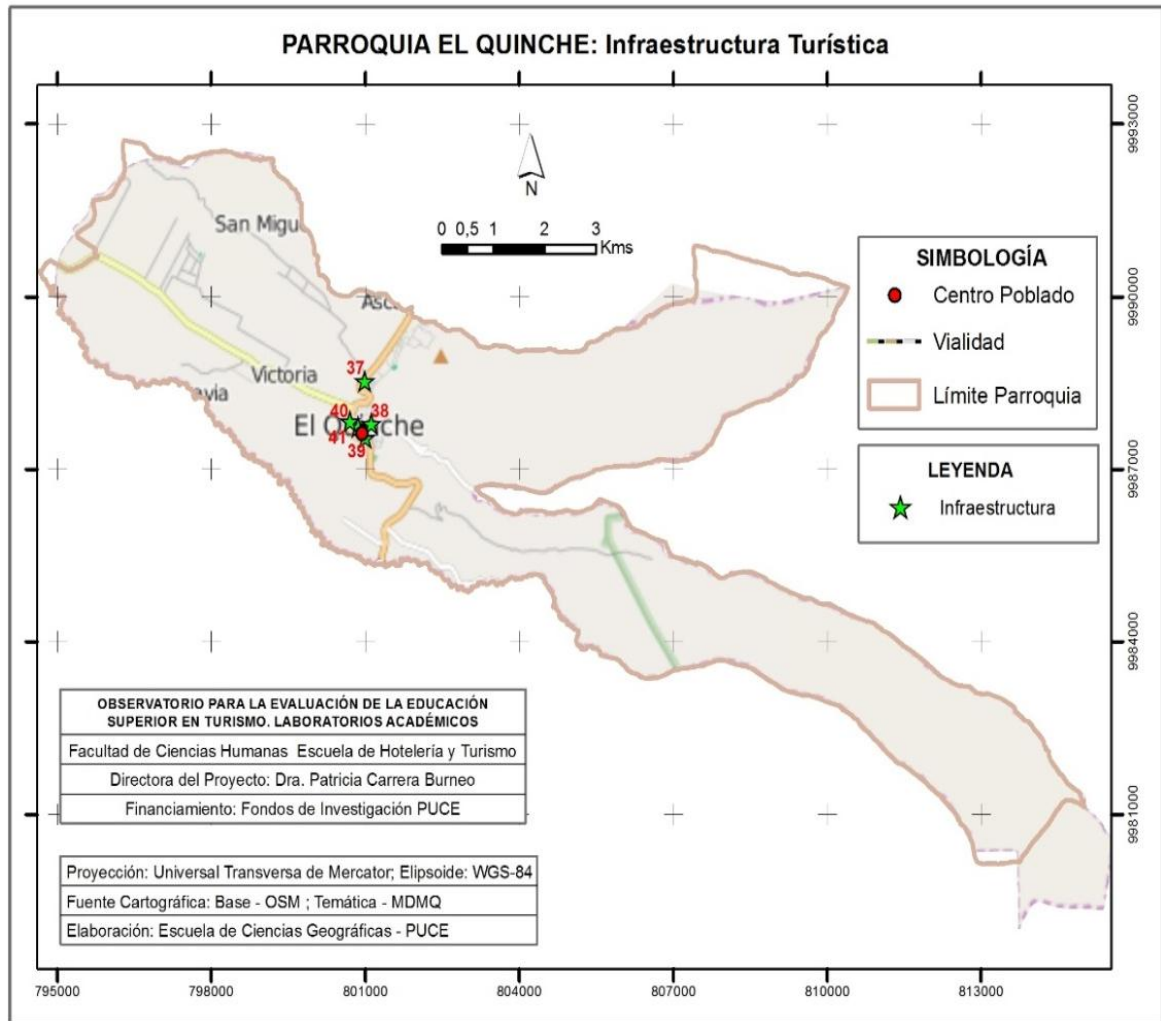 PARROQUIA EL QUINCHE: Infraestructura Turística
9993000
N
0 0,5 1 2 3
Kms
San Migu
SIMBOLOGÍA
Centro Poblado
Vialidad
Límite Parroquia
9990000
Asc
37
Victoria
avia
40
38
El Quinche
41
39
9987000
LEYENDA
Infraestructura
9984000
OBSERVATORIO PARA LA EVALUACIÓN DE LA EDUCACIÓN
SUPERIOR EN TURISMO. LABORATORIOS ACADÉMICOS
Facultad de Ciencias Humanas Escuela de Hotelería y Turismo
Directora del Proyecto: Dra. Patricia Carrera Burneo
Financiamiento: Fondos de Investigación PUCE
9981000
Proyección: Universal Transversa de Mercator; Elipsoide: WGS-84
Fuente Cartográfica: Base - OSM ; Temática - MDMQ
Elaboración: Escuela de Ciencias Geográficas - PUCE
795000 798000 801000 804000 807000 810000 813000